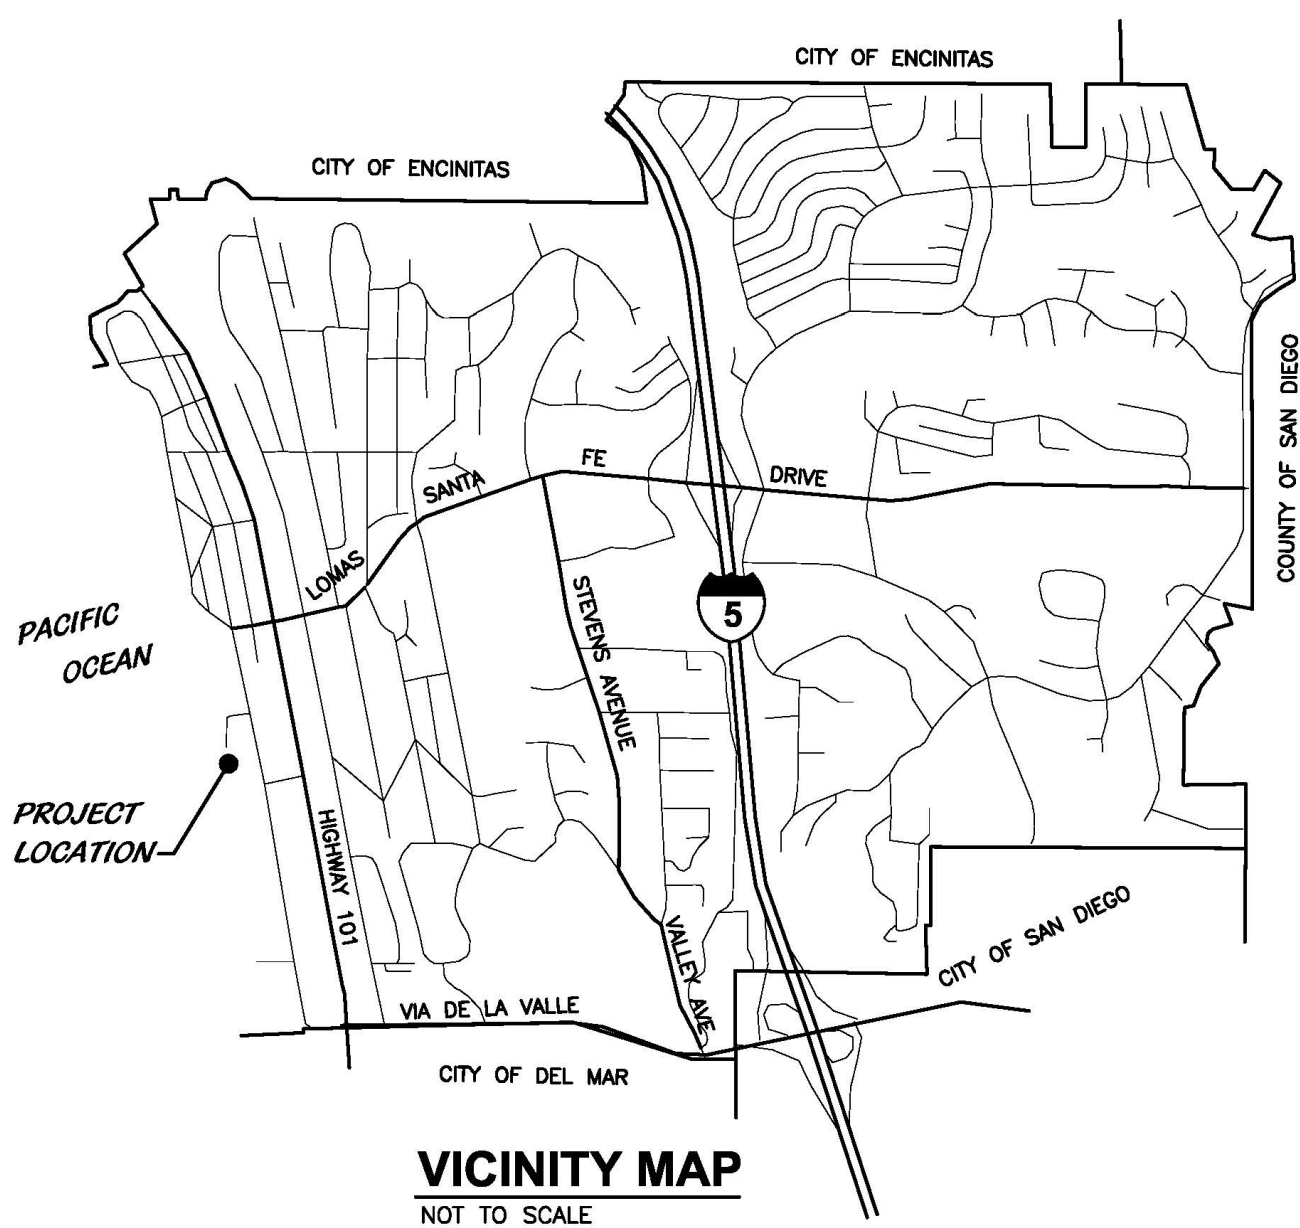 CITY OF ENCINITAS
CITY OF ENCINITAS
COUNTY OF SAN DIEGO
LOMAS SANTA FE DRIVE
5
STEVENS AVENUE
PACIFIC
OCEAN
PROJECT
LOCATION
HIGHWAY 101
VALLEY AVE
CITY OF SAN DIEGO
VIA DE LA VALLE
CITY OF DEL MAR
VICINITY MAP
NOT TO SCALE